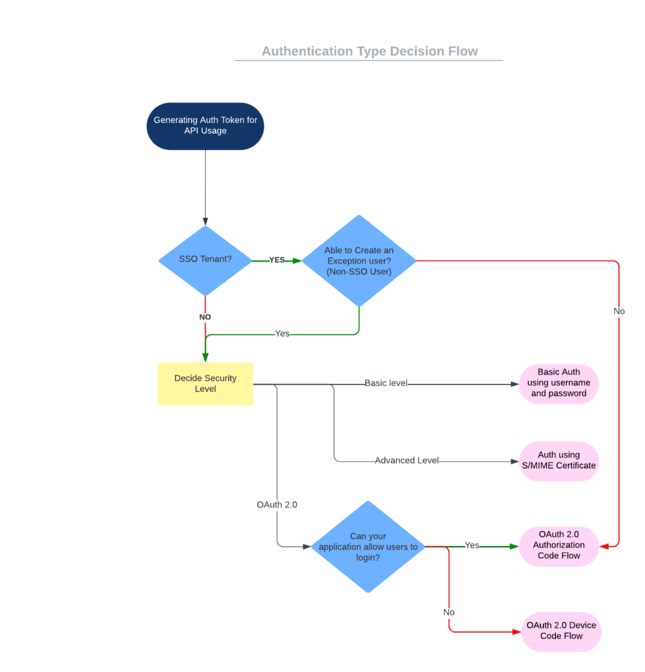 Authentication Type Decision Flow
Generating Auth Token for
API Usage
SSO Tenant?
YES
Able to Create an
Exception user?
(Non-SSO User)
No
NO
Yes
Decide Security
Level
Basic level
Basic Auth
using username
and password
Advanced Level
Auth using
S/MIME Certificate
OAuth 2.0
Can your
application allow users to
login?
Yes
OAuth 2.0
Authorization
Code Flow
No
OAuth 2.0 Device
Code Flow